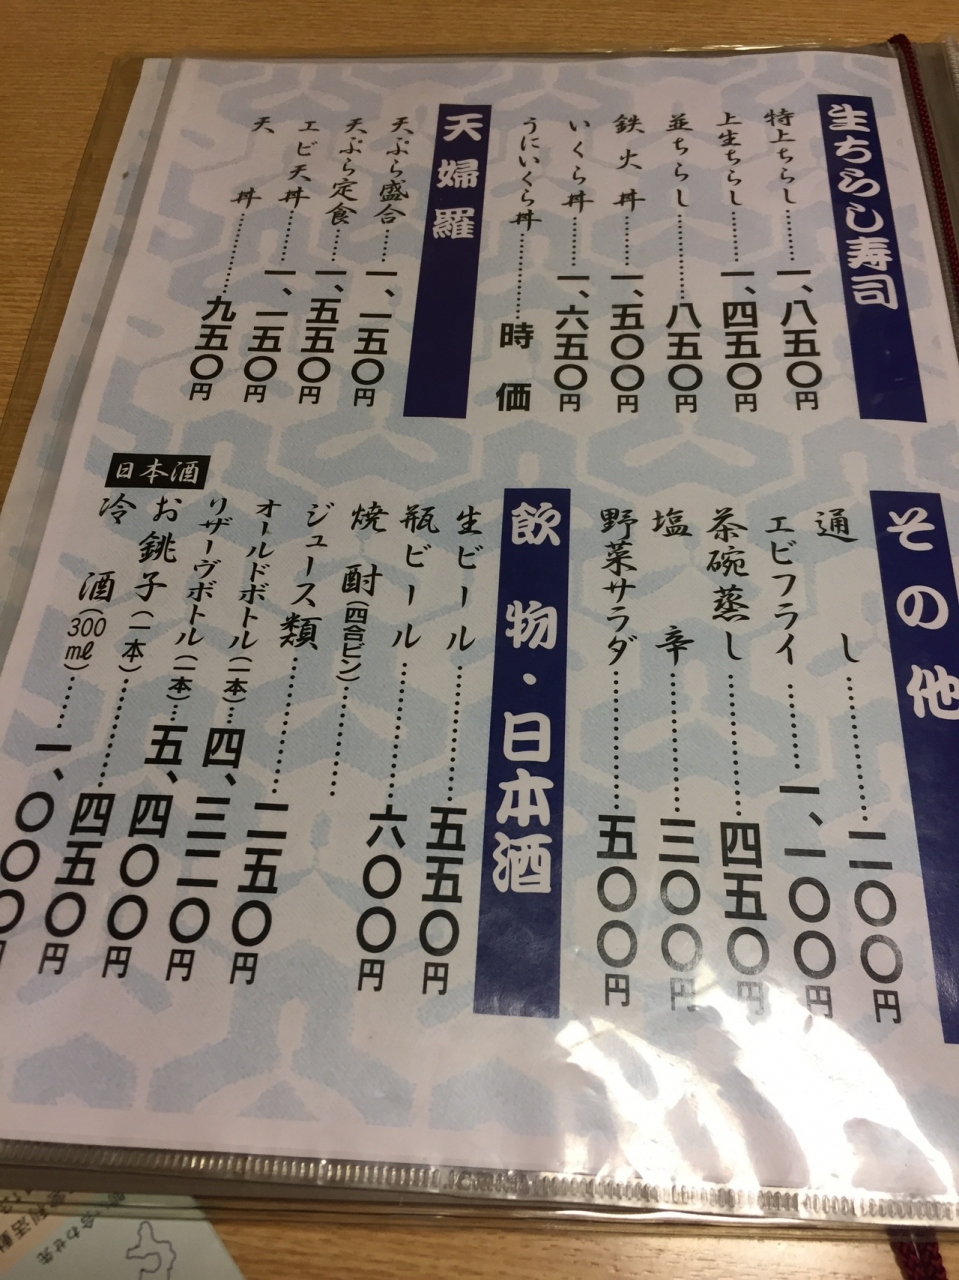 生ちらし寿司
特上ちらし……一、八五〇円
上生ちらし……一、四五〇円
並ちらし……八五〇円
鉄火丼……一、五〇〇円
いくら丼……一、六五〇円
うにいくら丼……時価
天婦羅
天ぷら盛合……一、一五〇円
天ぷら定食……一、五五〇円
エビ天丼……一、一五〇円
天丼……九五〇円
その他
通し……二〇〇円
エビフライ……一、一〇〇円
茶碗蒸し……四五〇円
塩辛……三〇〇円
野菜サラダ……五〇〇円
飲物・日本酒
生ビール……五五〇円
瓶ビール……六〇〇円
焼酎(四合ビン)……
ジュース類……二五〇円
オールドボトル(一本)…四、三二〇円
リザーヴボトル(一本)…五、四〇〇円
日本酒
お銚子(一本)……四五〇円
冷酒(300㎖)……一、〇〇〇円